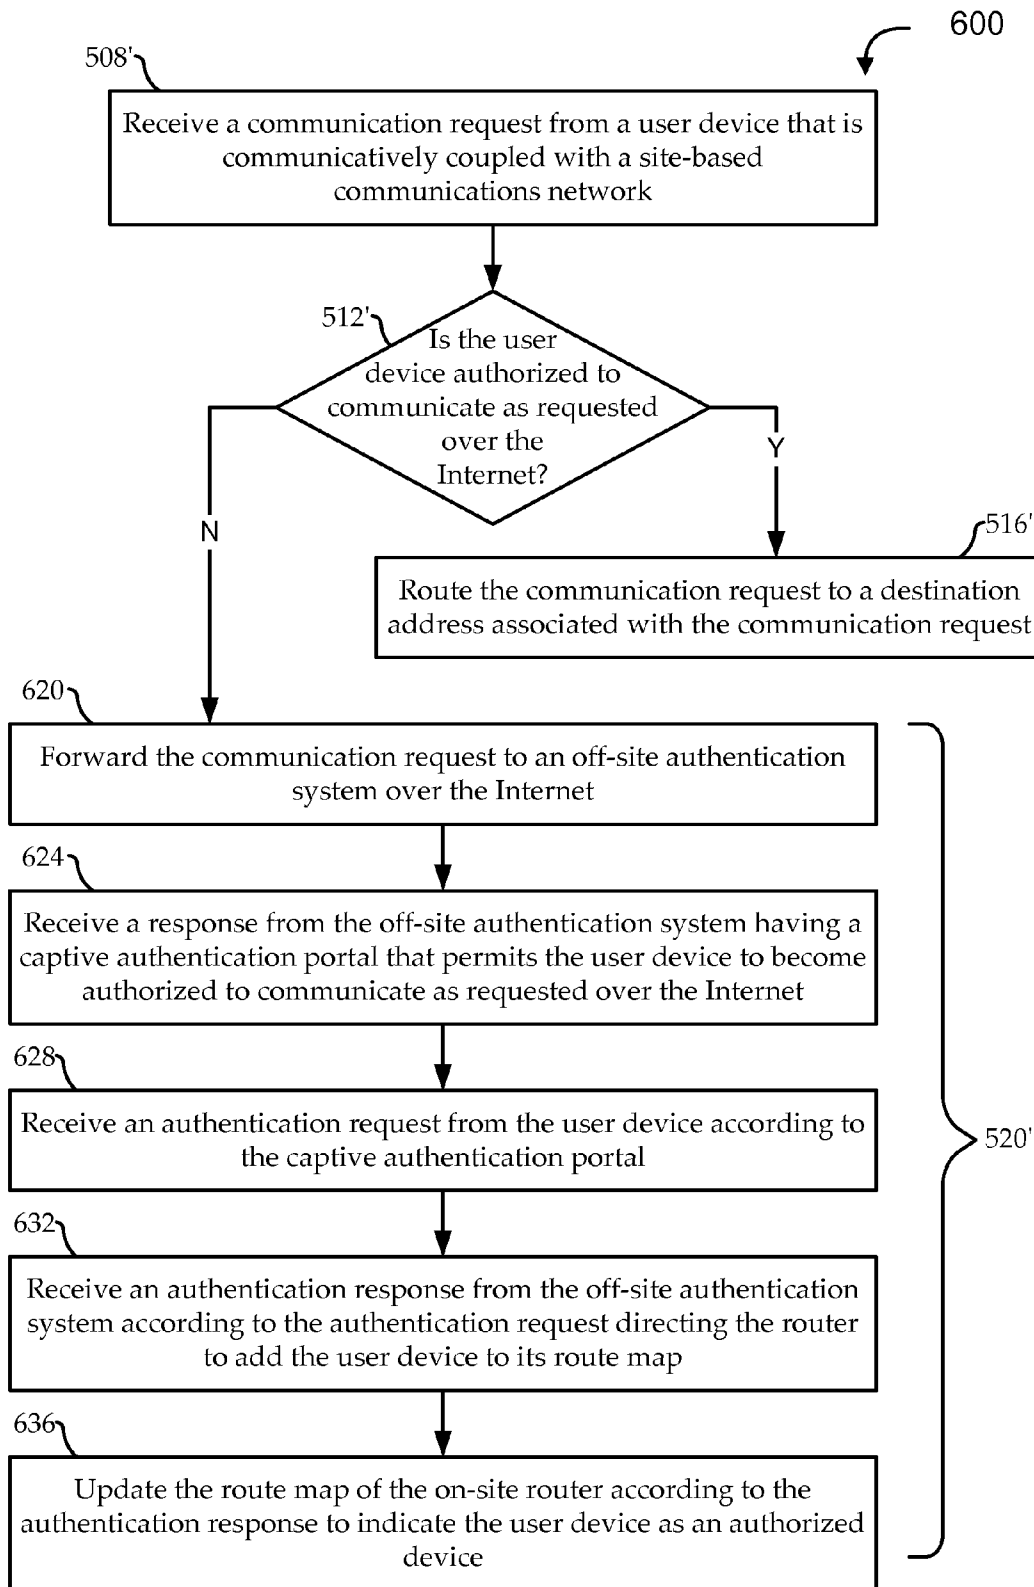 600
508'
Receive a communication request from a user device that is
communicatively coupled with a site-based
communications network
512'
Is the user
device authorized to
communicate as requested
over the
Internet?
Y
N
516'
Route the communication request to a destination
address associated with the communication request
620
Forward the communication request to an off-site authentication
system over the Internet
624
Receive a response from the off-site authentication system having a
captive authentication portal that permits the user device to become
authorized to communicate as requested over the Internet
628
Receive an authentication request from the user device according to
the captive authentication portal
520'
632
Receive an authentication response from the off-site authentication
system according to the authentication request directing the router
to add the user device to its route map
636
Update the route map of the on-site router according to the
authentication response to indicate the user device as an authorized
device